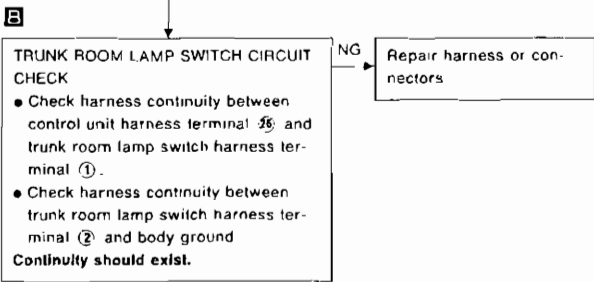 B
TRUNK ROOM LAMP SWITCH CIRCUIT
CHECK
● Check harness continuity between
control unit harness terminal ㉖ and
trunk room lamp switch harness ter-
minal ①.
● Check harness continuity between
trunk room lamp switch harness ter-
minal ② and body ground
Continuity should exist.
NG
Repair harness or con-
nectors